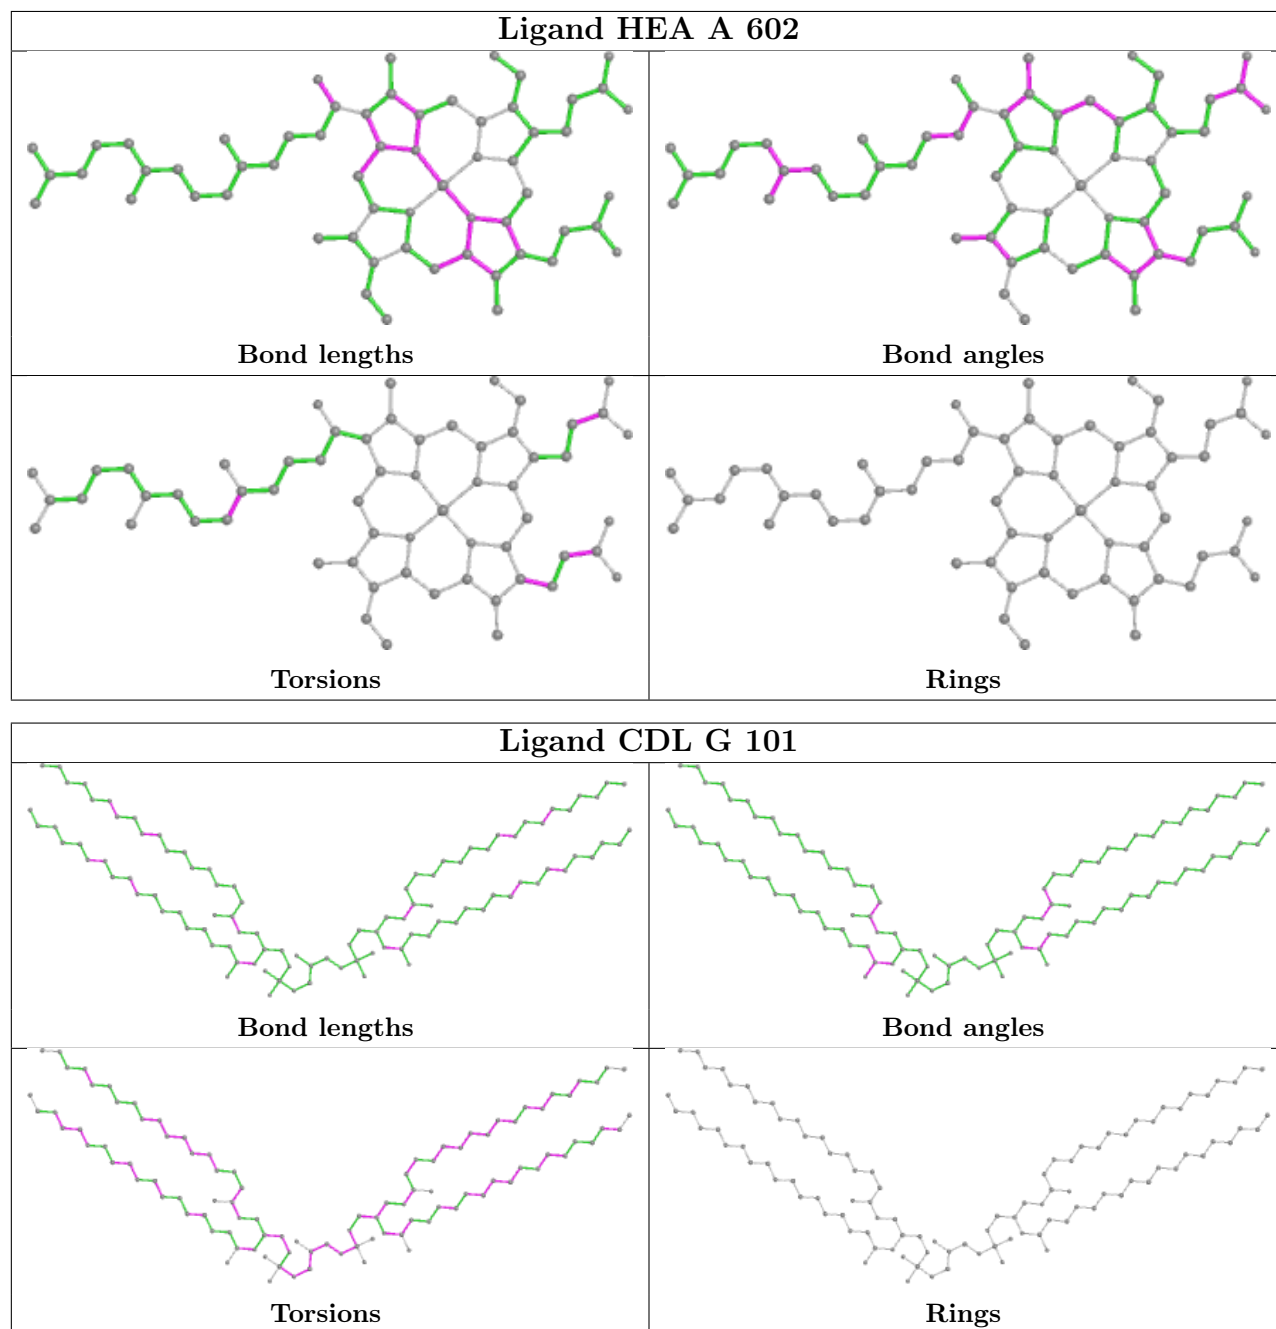 Ligand HEA A 602
Bond lengths
Bond angles
Torsions
Rings
Ligand CDL G 101
Bond lengths
Bond angles
Torsions
Rings